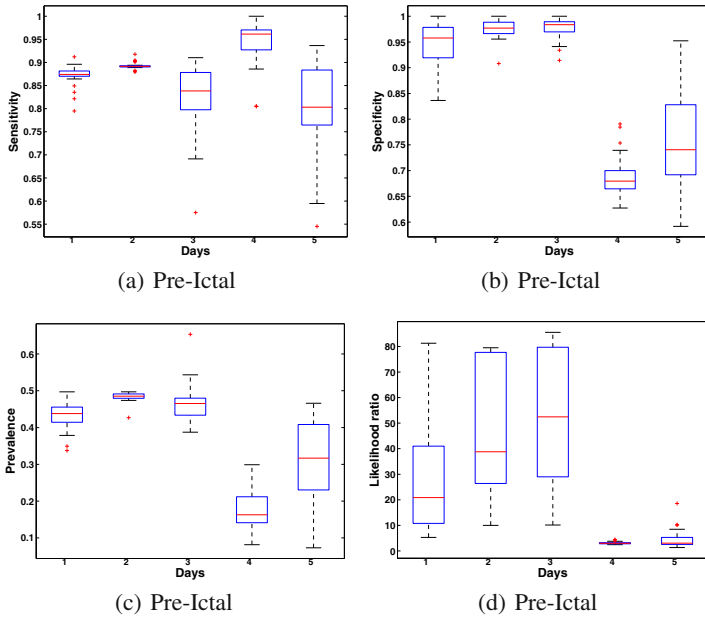 1
0.95
0.9
0.85
0.8
0.75
0.7
0.65
0.6
0.55
Sensitivity
1 2 3 4 5
Days
(a) Pre-Ictal
1
0.95
0.9
0.85
0.8
0.75
0.7
0.65
0.6
Specificity
1 2 3 4 5
Days
(b) Pre-Ictal
0.6
0.5
0.4
0.3
0.2
0.1
Prevalence
1 2 3 4 5
Days
(c) Pre-Ictal
80
70
60
50
40
30
20
10
0
Likelihood ratio
1 2 3 4 5
Days
(d) Pre-Ictal